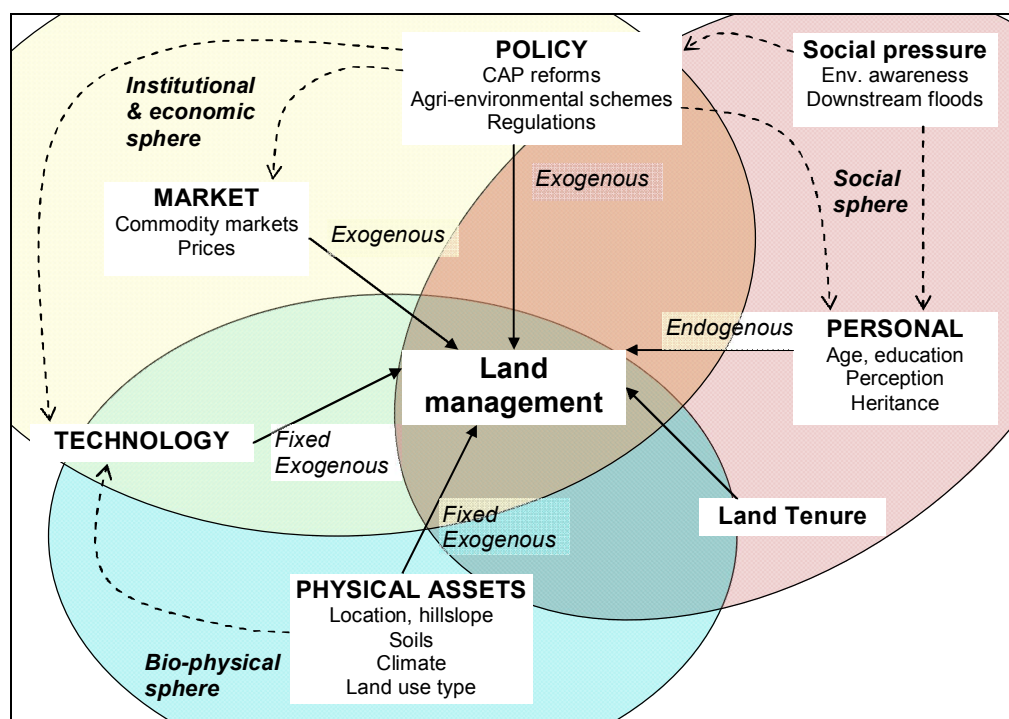 POLICY
CAP reforms
Agri-environmental schemes
Regulations
Social pressure
Env. awareness
Downstream floods
Institutional
& economic
sphere
Exogenous
Social
sphere
MARKET
Commodity markets
Prices
Exogenous
Endogenous
PERSONAL
Age, education
Perception
Heritance
Land
management
TECHNOLOGY
Fixed
Exogenous
Fixed
Exogenous
Land Tenure
PHYSICAL ASSETS
Location, hillslope
Soils
Climate
Land use type
Bio-physical
sphere